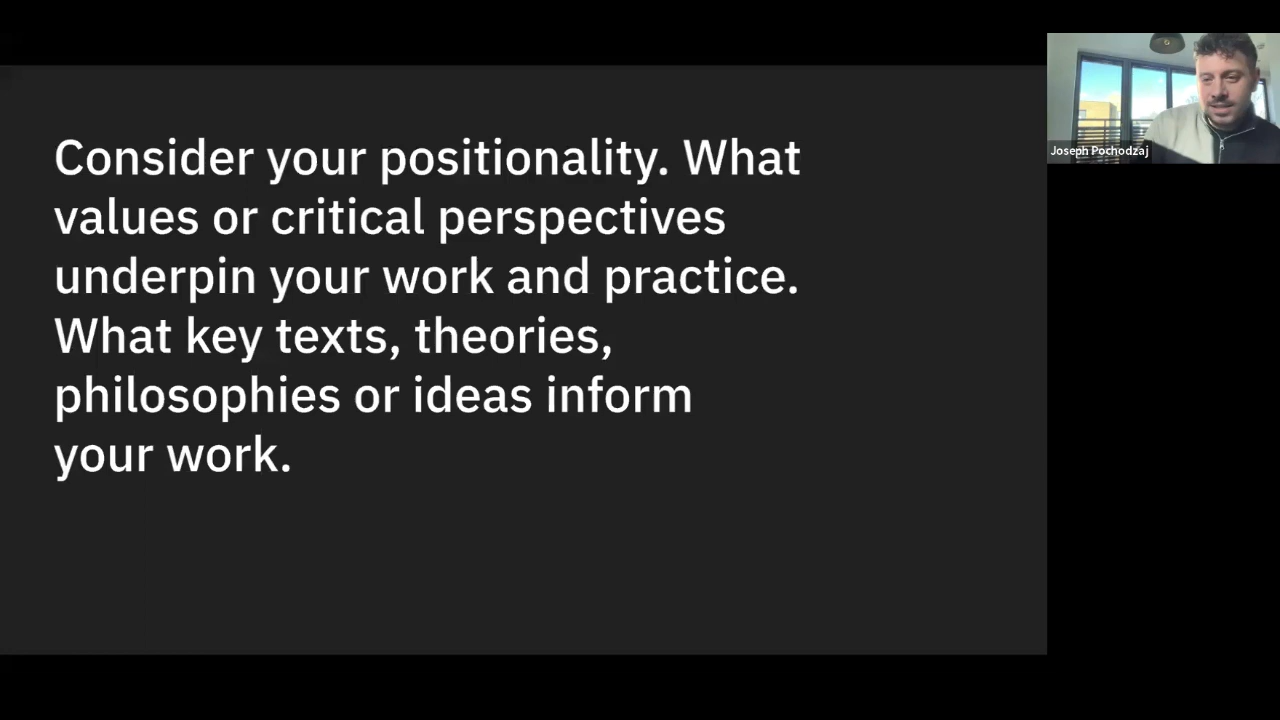 Consider your positionality. What
values or critical perspectives
underpin your work and practice.
What key texts, theories,
philosophies or ideas inform
your work.
Joseph Pochodzaj